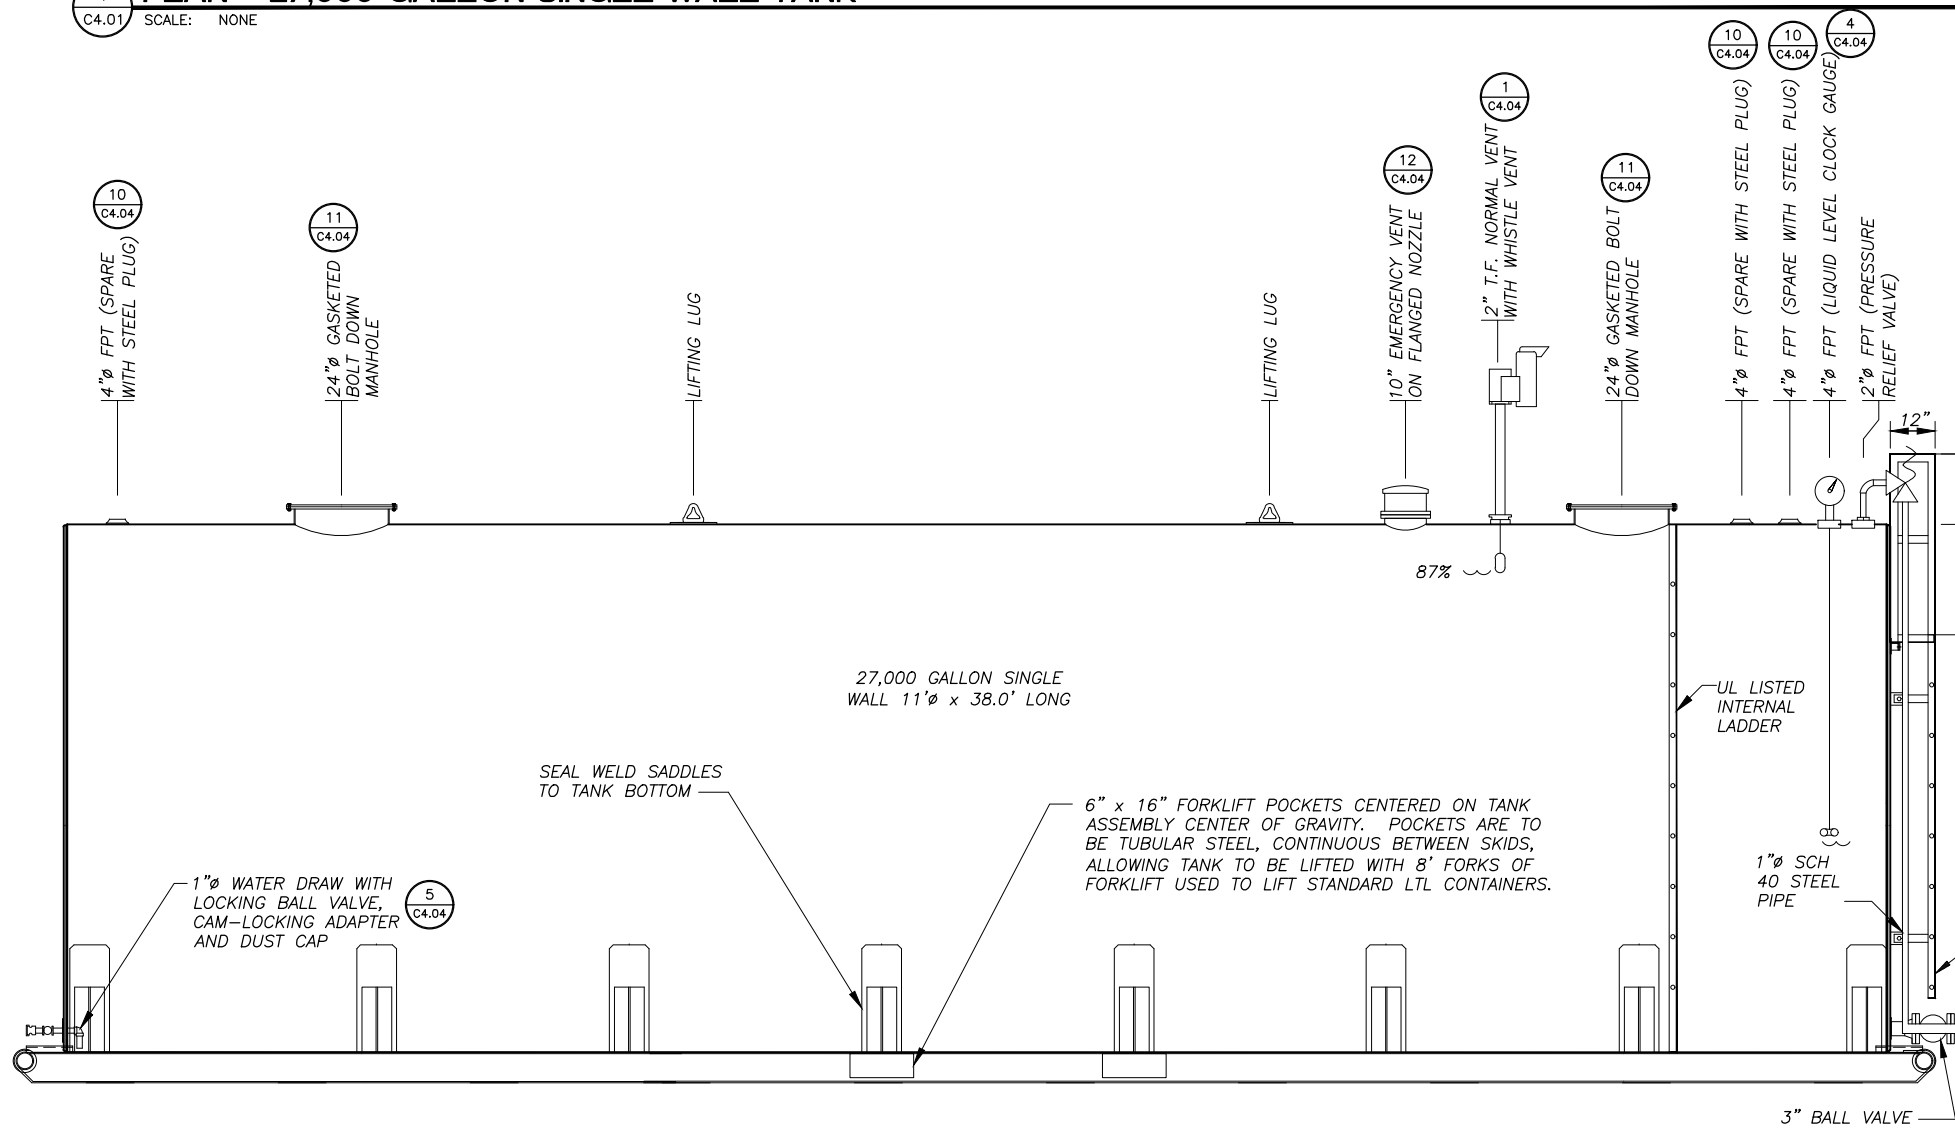 C4.01
SCALE: NONE
10
C4.04
4"ø FPT (SPARE
WITH STEEL PLUG)
11
C4.04
24"ø GASKETED
BOLT DOWN
MANHOLE
LIFTING LUG
LIFTING LUG
12
C4.04
10" EMERGENCY VENT
ON FLANGED NOZZLE
1
C4.04
2" T.F. NORMAL VENT
WITH WHISTLE VENT
11
C4.04
24"ø GASKETED BOLT
DOWN MANHOLE
10
C4.04
4"ø FPT (SPARE WITH STEEL PLUG)
10
C4.04
4"ø FPT (SPARE WITH STEEL PLUG)
4
C4.04
4"ø FPT (LIQUID LEVEL CLOCK GAUGE)
2"ø FPT (PRESSURE
RELIEF VALVE)
12"
87%
27,000 GALLON SINGLE
WALL 11'ø x 38.0' LONG
UL LISTED
INTERNAL
LADDER
SEAL WELD SADDLES
TO TANK BOTTOM
6" x 16" FORKLIFT POCKETS CENTERED ON TANK
ASSEMBLY CENTER OF GRAVITY. POCKETS ARE TO
BE TUBULAR STEEL, CONTINUOUS BETWEEN SKIDS,
ALLOWING TANK TO BE LIFTED WITH 8' FORKS OF
FORKLIFT USED TO LIFT STANDARD LTL CONTAINERS.
1"ø SCH
40 STEEL
PIPE
1"ø WATER DRAW WITH
LOCKING BALL VALVE,
CAM-LOCKING ADAPTER
AND DUST CAP
5
C4.04
3" BALL VALVE